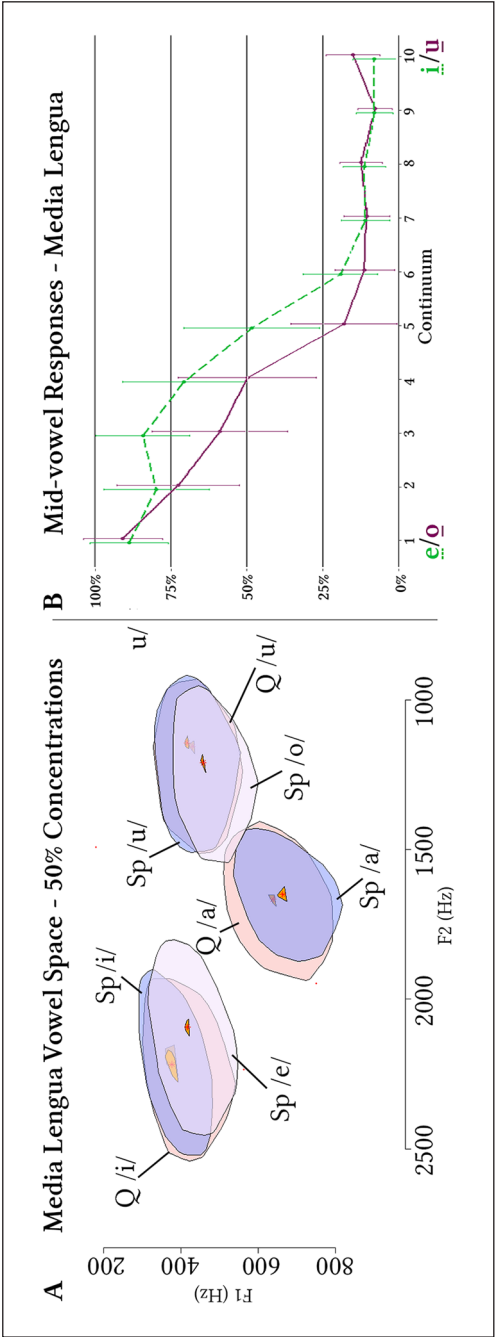 A Media Lengua Vowel Space - 50% Concentrations
Sp /i/
Q /i/
Sp /e/
Sp /u/
Q /u/
Sp /o/
Q /a/
Sp /a/
u/
200
400
600
800
F1 (Hz)
2500
2000
1500
1000
F2 (Hz)
B Mid-vowel Responses - Media Lengua
100%
75%
50%
25%
0%
1 2 3 4 5 6 7 8 9 10
e/o Continuum i/u